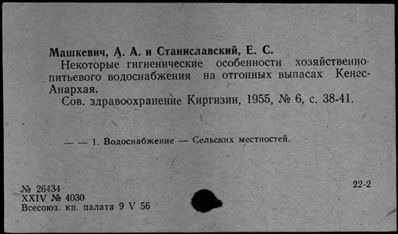 Машкевич, А. А. и Станиславский, Е. С.
Некоторые гигиенические особенности хозяйственно-
питьевого водоснабжения на отгонных выпасах Кенес-
Анархая.
Сов. здравоохранение Киргизии, 1955, № 6, с. 38-41.
— — 1. Водоснабжение — Сельских местностей.
№ 26434
22-2
XXIV № 4030
Всесоюз. кн. палата 9 V 56